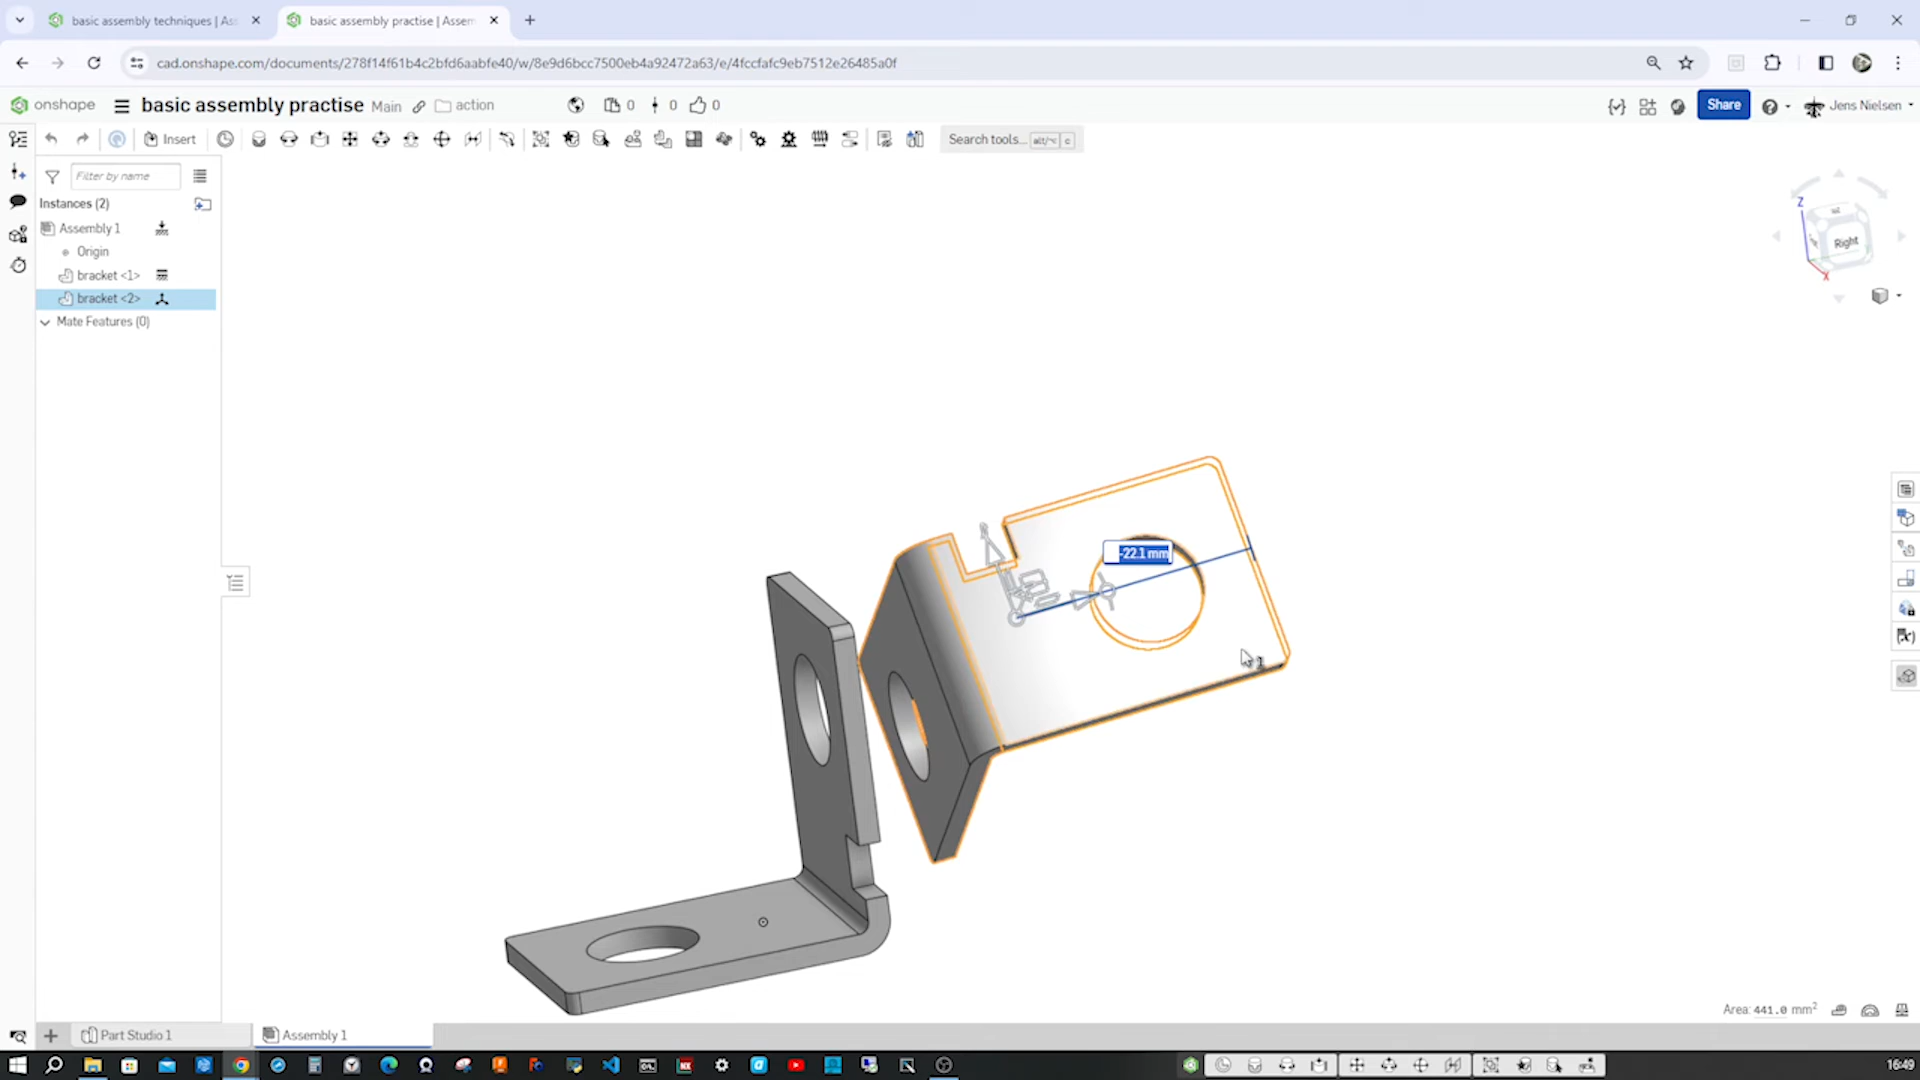 basic assembly techniques | As
basic assembly practise | Assem
cad.onshape.com/documents/278f14f61b4c2bfd6aabfe40/w/8e9d6bcc7500eb4a92472a63/e/4fccfafc9eb7512e26485a0f
onshape
basic assembly practise
Main
action
0
0
0
Share
Jens Nielsen
Insert
Search tools...
alt/⌥
c
Filter by name
Instances (2)
Assembly 1
Origin
bracket <1>
bracket <2>
Mate Features (0)
Z
Right
X
-22.1 mm
Area: 441.0 mm²
Part Studio 1
Assembly 1
16:49